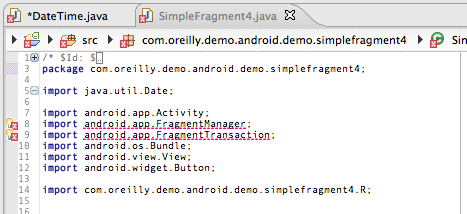 *DateTime.java
SimpleFragment4.java
src
com.oreilly.demo.android.demo.simplefragment4
Sin
1 /* $Id: $
3 package com.oreilly.demo.android.demo.simplefragment4;
4
5 import java.util.Date;
6
7 import android.app.Activity;
8 import android.app.FragmentManager;
9 import android.app.FragmentTransaction;
10 import android.os.Bundle;
11 import android.view.View;
12 import android.widget.Button;
13
14 import com.oreilly.demo.android.demo.simplefragment4.R;